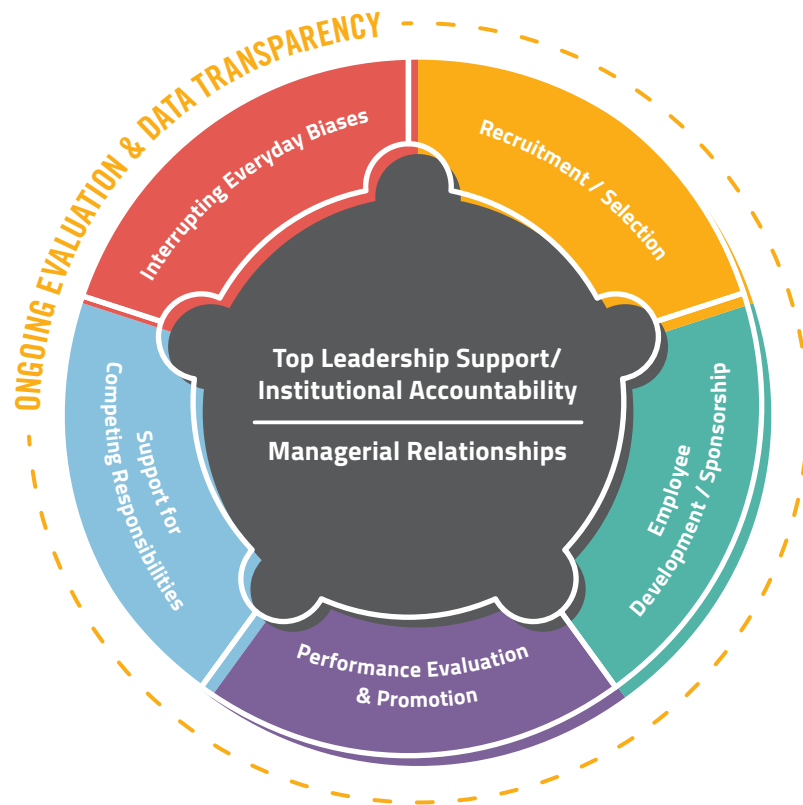 ONGOING EVALUATION & DATA TRANSPARENCY
Interrupting Everyday Biases
Recruitment / Selection
Top Leadership Support/
Institutional Accountability
Managerial Relationships
Support for
Competing Responsibilities
Employee
Development / Sponsorship
Performance Evaluation
& Promotion